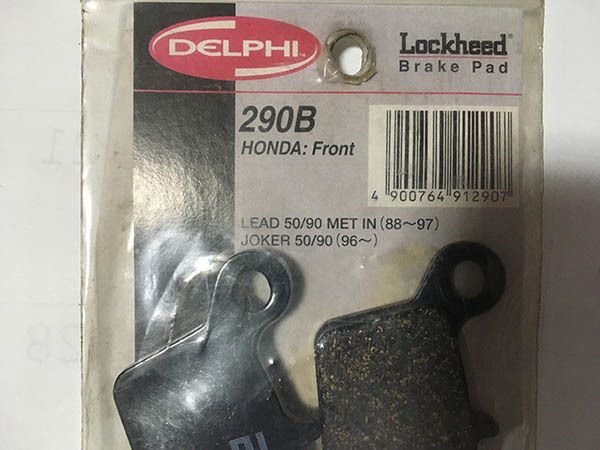 DELPHI
Lockheed®
Brake Pad
290B
HONDA: Front
4 900764 912907
LEAD 50/90 MET IN (88～97)
JOKER 50/90 (96～)